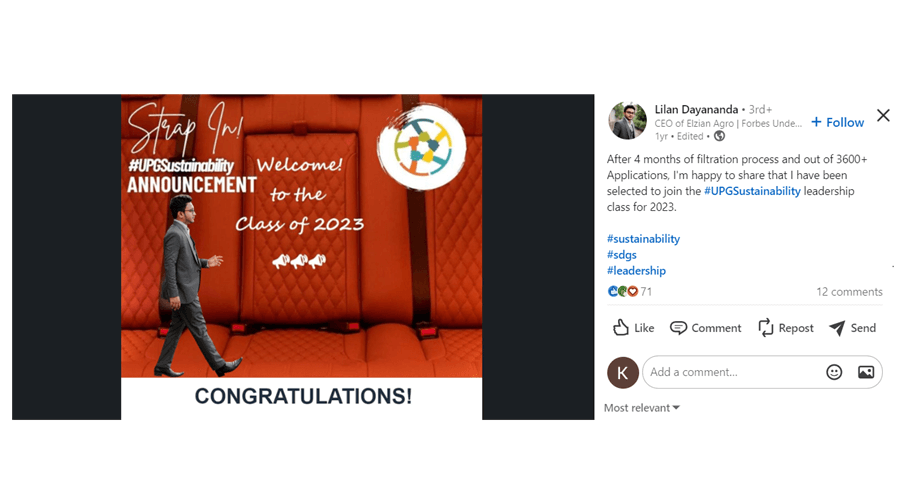 Strap In!
#UPGSustainability
ANNOUNCEMENT
Welcome!
to the
Class of 2023
CONGRATULATIONS!
Lilan Dayananda • 3rd+
CEO of Elzian Agro | Forbes Unde...
1yr • Edited •
+ Follow
After 4 months of filtration process and out of 3600+
Applications, I'm happy to share that I have been
selected to join the #UPGSustainability leadership
class for 2023.
#sustainability
#sdgs
#leadership
71
12 comments
Like
Comment
Repost
Send
K
Add a comment...
Most relevant